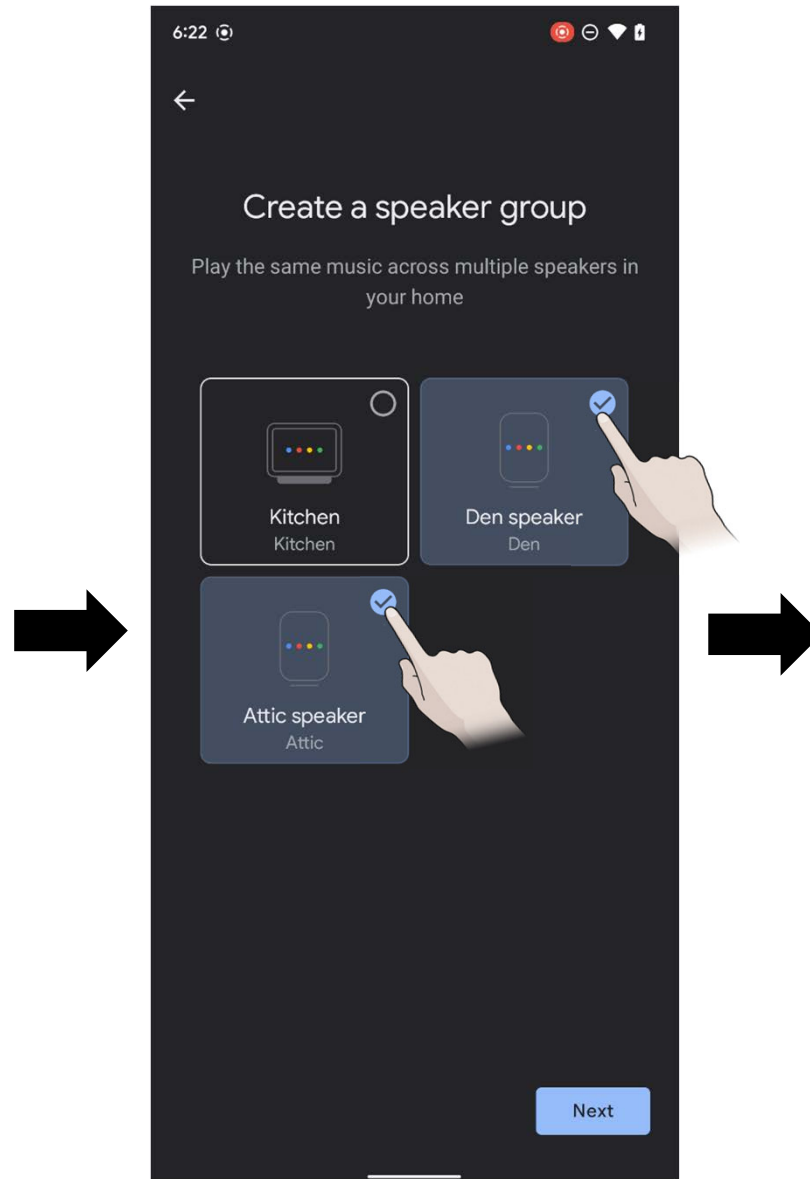 6:22
Create a speaker group
Play the same music across multiple speakers in
your home
Kitchen
Kitchen
Den speaker
Den
Attic speaker
Attic
Next